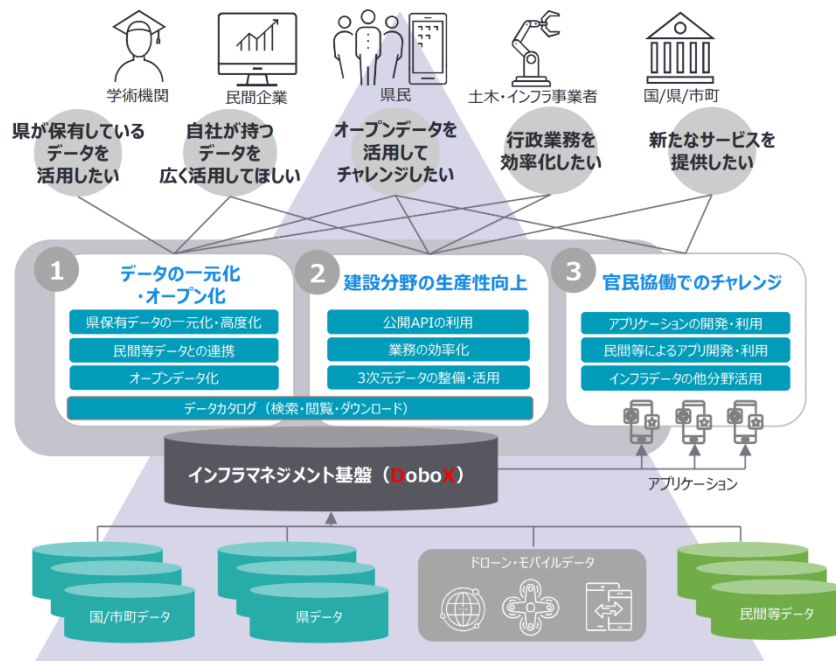 学術機関
民間企業
県民
土木・インフラ事業者
国/県/市町
県が保有している
データを
活用したい
自社が持つ
データを
広く活用してほしい
オープンデータを
活用して
チャレンジしたい
行政業務を
効率化したい
新たなサービスを
提供したい
1
データの一元化
・オープン化
県保有データの一元化・高度化
民間等データとの連携
オープンデータ化
2
建設分野の生産性向上
公開APIの利用
業務の効率化
3次元データの整備・活用
データカタログ（検索・閲覧・ダウンロード）
3
官民協働でのチャレンジ
アプリケーションの開発・利用
民間等によるアプリ開発・利用
インフラデータの他分野活用
アプリケーション
インフラマネジメント基盤（DoboX）
国/市町データ
県データ
ドローン・モバイルデータ
民間等データ